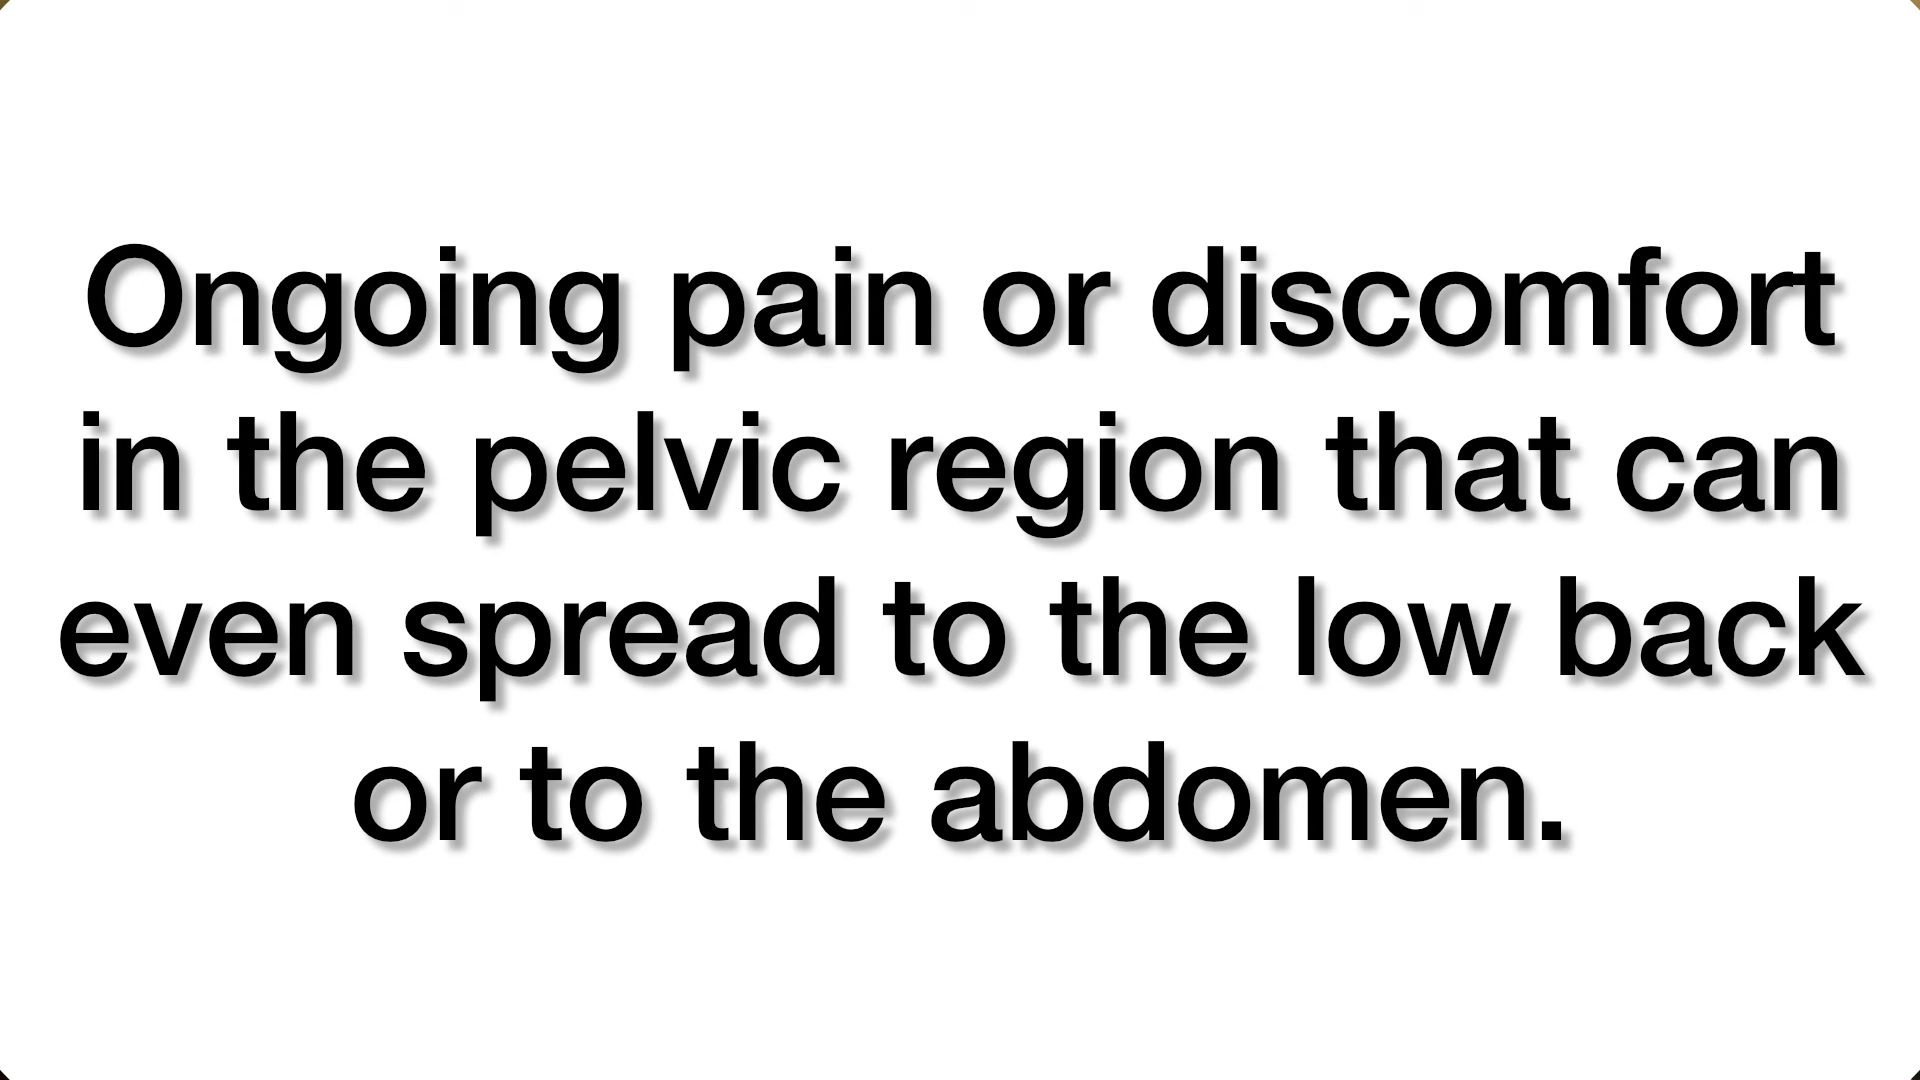 Ongoing pain or discomfort
in the pelvic region that can
even spread to the low back
or to the abdomen.